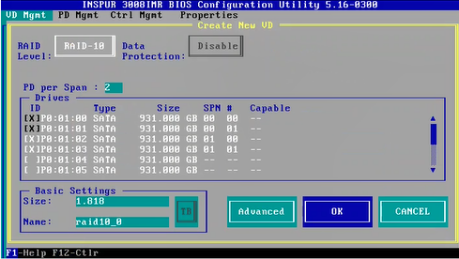 INSPUR 3008IMR BIOS Configuration Utility 5.16-0300
VD Mgmt PD Mgmt Ctrl Mgmt Properties
Create New VD
RAID Level: RAID-10 Data Protection: Disable
PD per Span : 2
Drives
ID Type Size SPN # Capable
[X]P0:01:00 SATA 931.000 GB 00 00 --
[X]P0:01:01 SATA 931.000 GB 00 01 --
[X]P0:01:02 SATA 931.000 GB 01 00 --
[X]P0:01:03 SATA 931.000 GB 01 01 --
[ ]P0:01:04 SATA 931.000 GB -- -- --
[ ]P0:01:05 SATA 931.000 GB -- -- --
Basic Settings
Size: 1.818 TB
Name: raid10_0
Advanced OK CANCEL
F1-Help F12-Ctlr